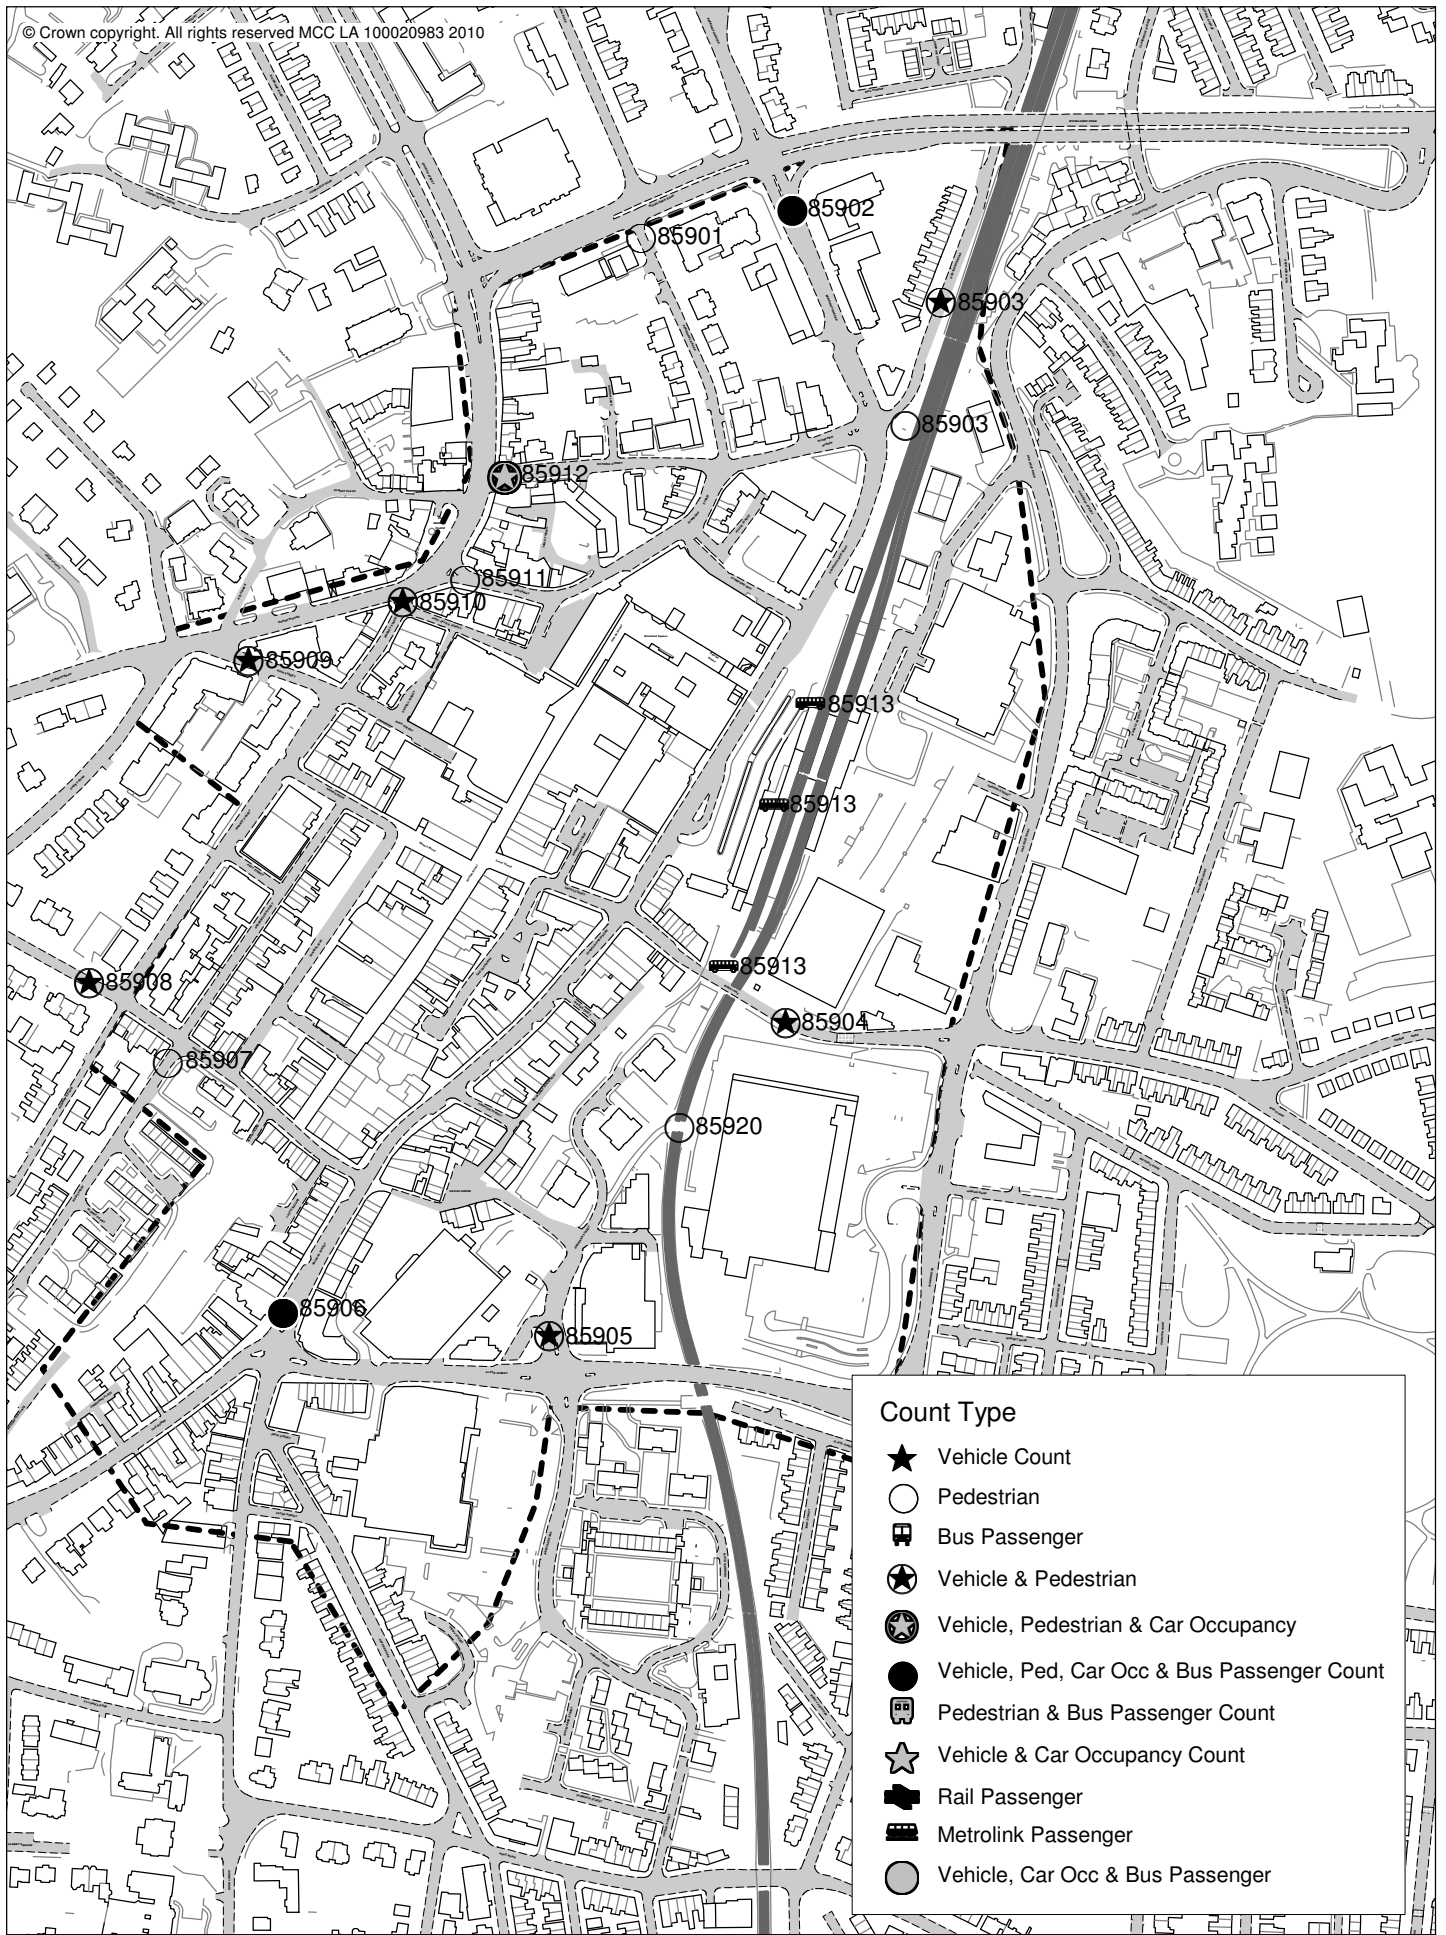 © Crown copyright. All rights reserved MCC LA 100020983 2010
85902
85901
85903
85903
85912
85911
85910
85909
85913
85913
85913
85908
85904
85907
85920
85906
85905
Count Type
Vehicle Count
Pedestrian
Bus Passenger
Vehicle & Pedestrian
Vehicle, Pedestrian & Car Occupancy
Vehicle, Ped, Car Occ & Bus Passenger Count
Pedestrian & Bus Passenger Count
Vehicle & Car Occupancy Count
Rail Passenger
Metrolink Passenger
Vehicle, Car Occ & Bus Passenger